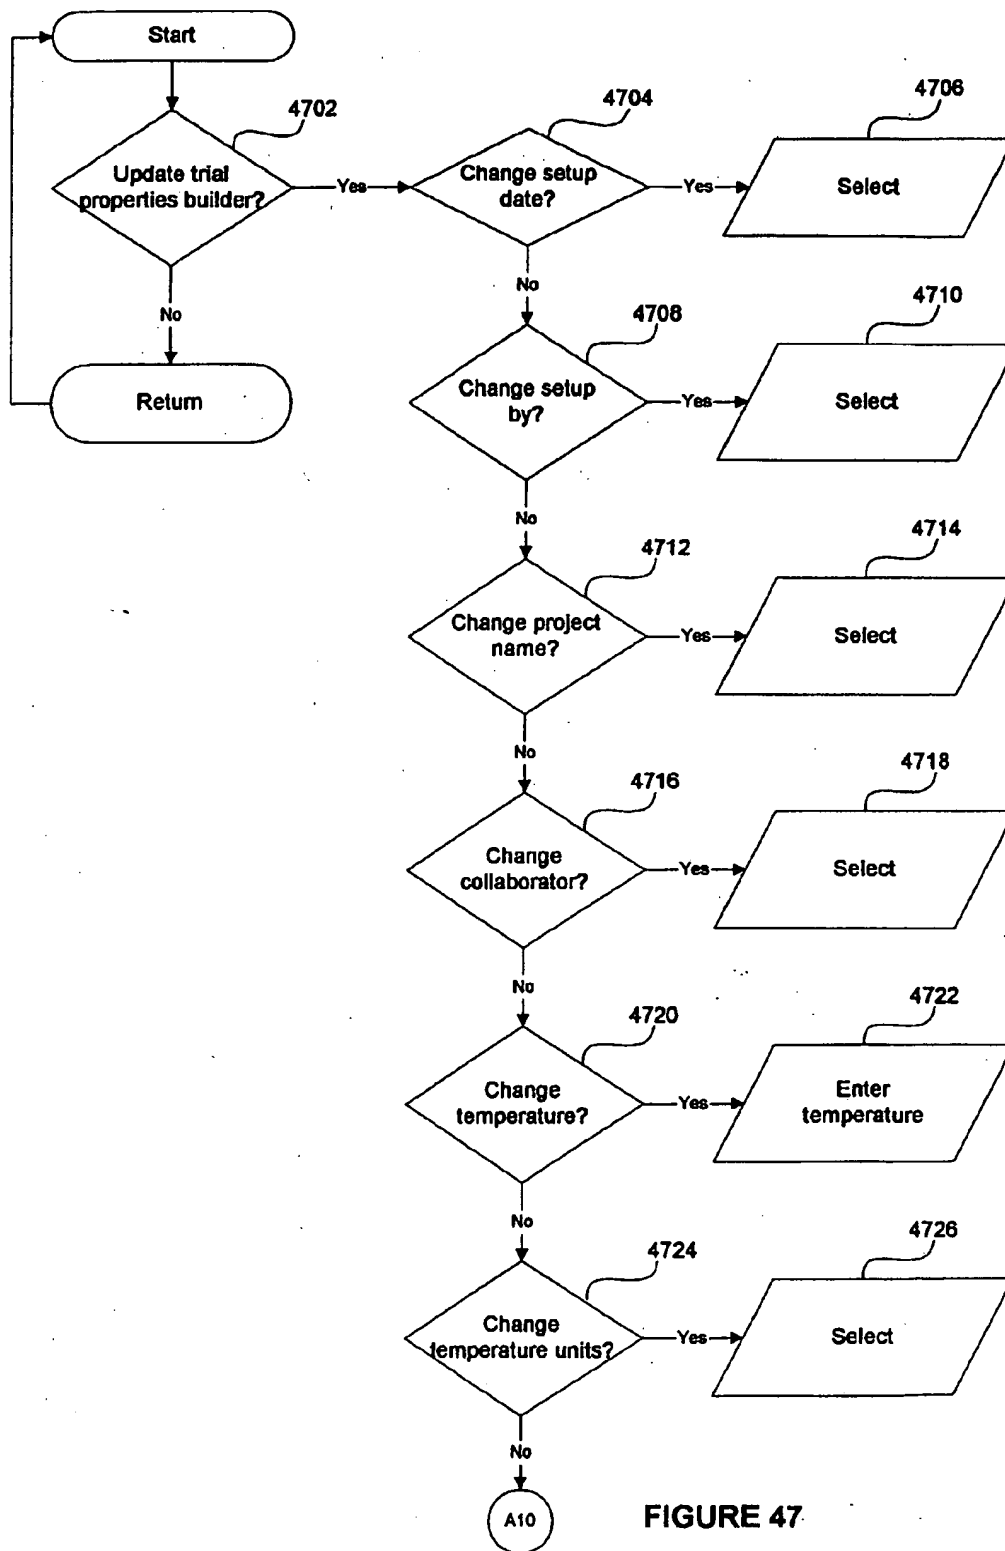 Start
4702
Update trial
properties builder?
Yes
No
Return
4704
Change setup
date?
Yes
4706
Select
No
4708
Change setup
by?
Yes
4710
Select
No
4712
Change project
name?
Yes
4714
Select
No
4716
Change
collaborator?
Yes
4718
Select
No
4720
Change
temperature?
Yes
4722
Enter
temperature
No
4724
Change
temperature units?
Yes
4726
Select
No
A10
FIGURE 47